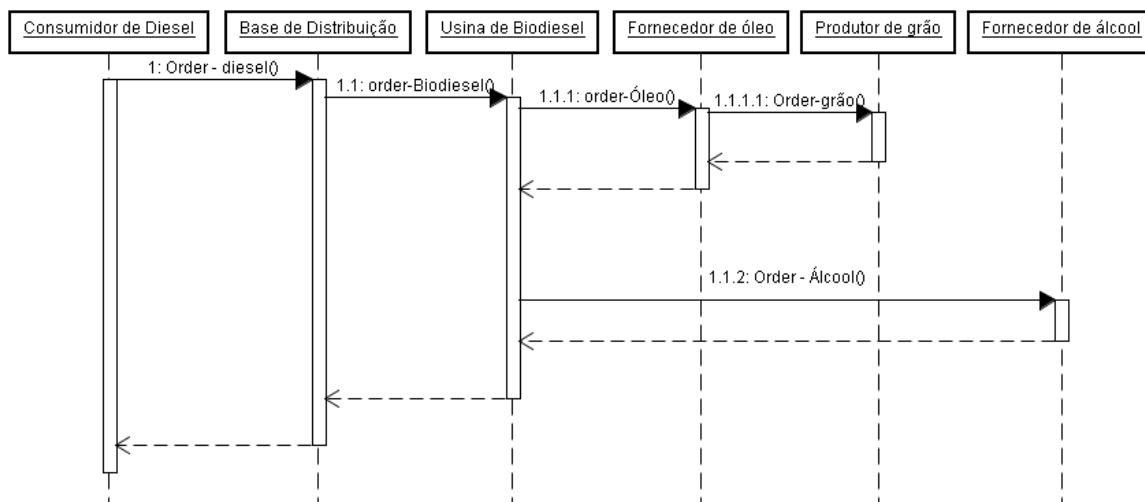 Consumidor de Diesel
Base de Distribuição
Usina de Biodiesel
Fornecedor de óleo
Produtor de grão
Fornecedor de álcool
1: Order - diesel()
1.1: order-Biodiesel()
1.1.1: order-Óleo()
1.1.1.1: Order-grão()
1.1.2: Order - Álcool()